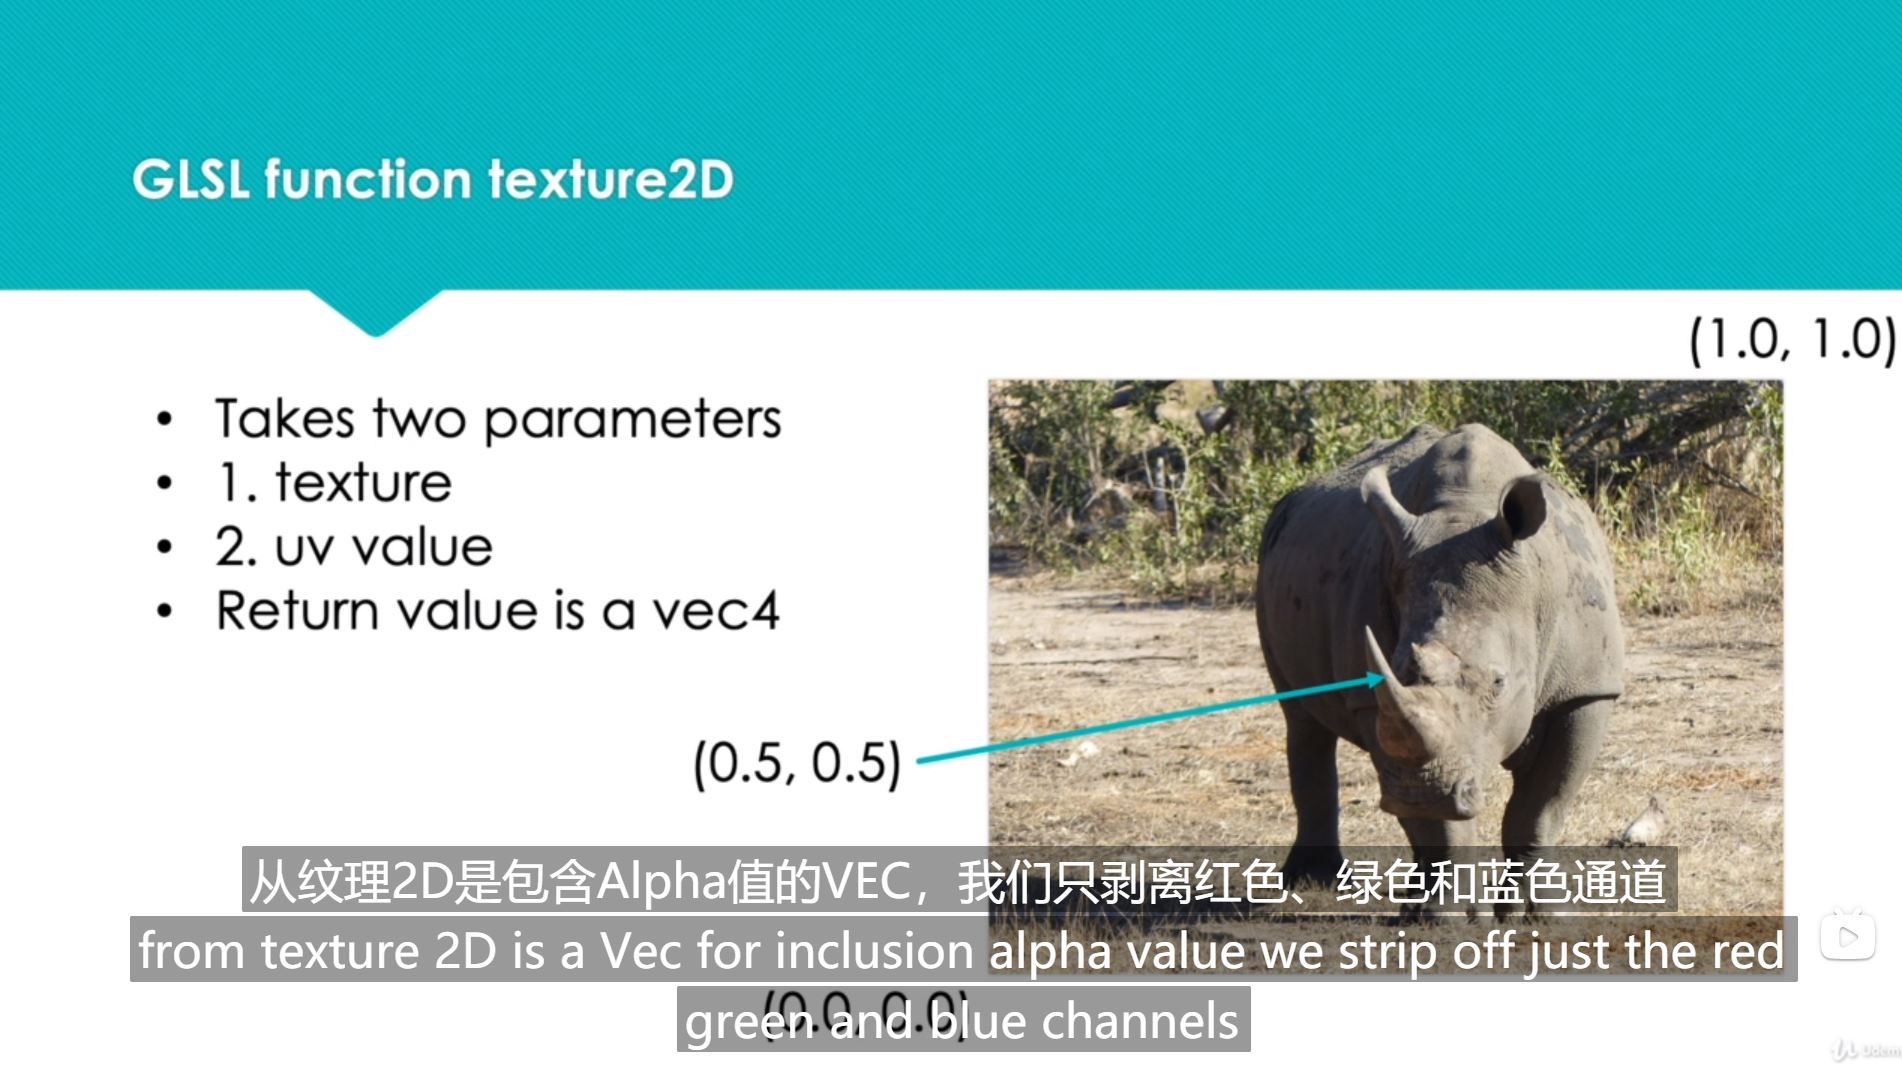 GLSL function texture2D
(1.0, 1.0)
• Takes two parameters
• 1. texture
• 2. uv value
• Return value is a vec4
(0.5, 0.5)
从纹理2D是包含Alpha值的VEC，我们只剥离红色、绿色和蓝色通道
from texture 2D is a Vec for inclusion alpha value we strip off just the red
(0.0, 0.0)
green and blue channels
Udem